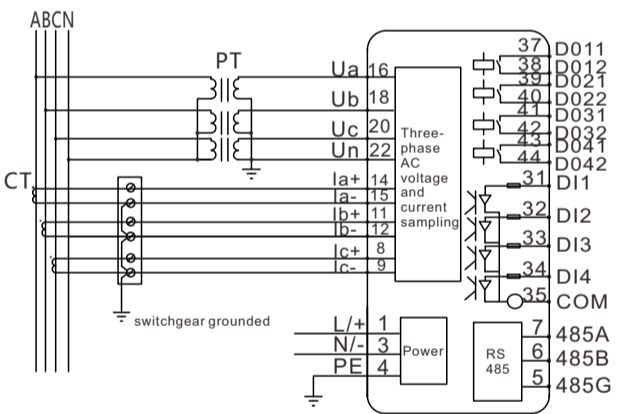 ABCN
PT
CT
Ua 16
Ub 18
Uc 20
Un 22
Ia+ 14
Ia- 15
Ib+ 11
Ib- 12
Ic+ 8
Ic- 9
Three-
phase
AC
voltage
and
current
sampling
37 D011
38 D012
39 D021
40 D022
41 D031
42 D032
43 D041
44 D042
31 DI1
32 DI2
33 DI3
34 DI4
35 COM
switchgear grounded
L/+ 1
N/- 3
PE 4
Power
RS
485
7 485A
6 485B
5 485G